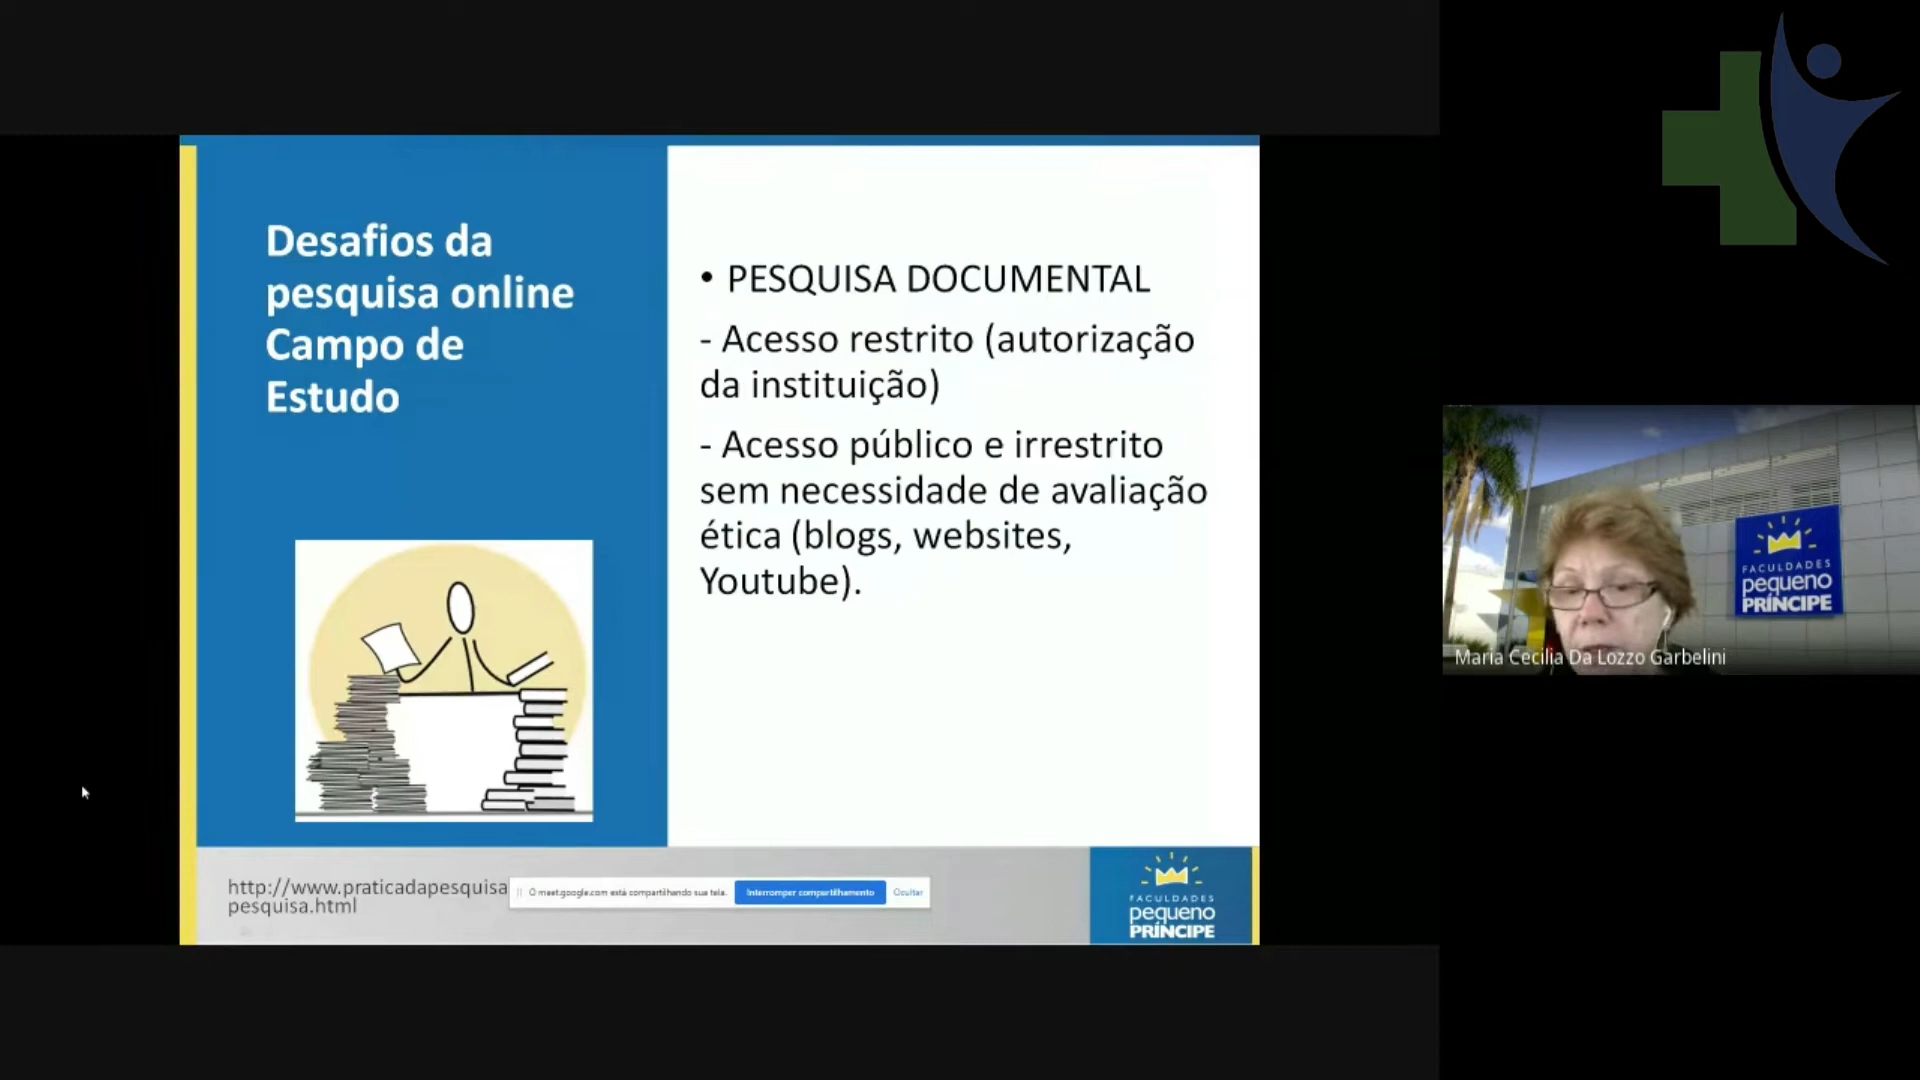 Desafios da
pesquisa online
Campo de
Estudo
• PESQUISA DOCUMENTAL
- Acesso restrito (autorização
da instituição)
- Acesso público e irrestrito
sem necessidade de avaliação
ética (blogs, websites,
Youtube).
http://www.praticadapesquisa
pesquisa.html
O meet.google.com está compartilhando sua tela.
Interromper compartilhamento
Ocultar
FACULDADES
pequeno
PRÍNCIPE
FACULDADES
pequeno
PRÍNCIPE
Maria Cecilia Da Lozzo Garbelini